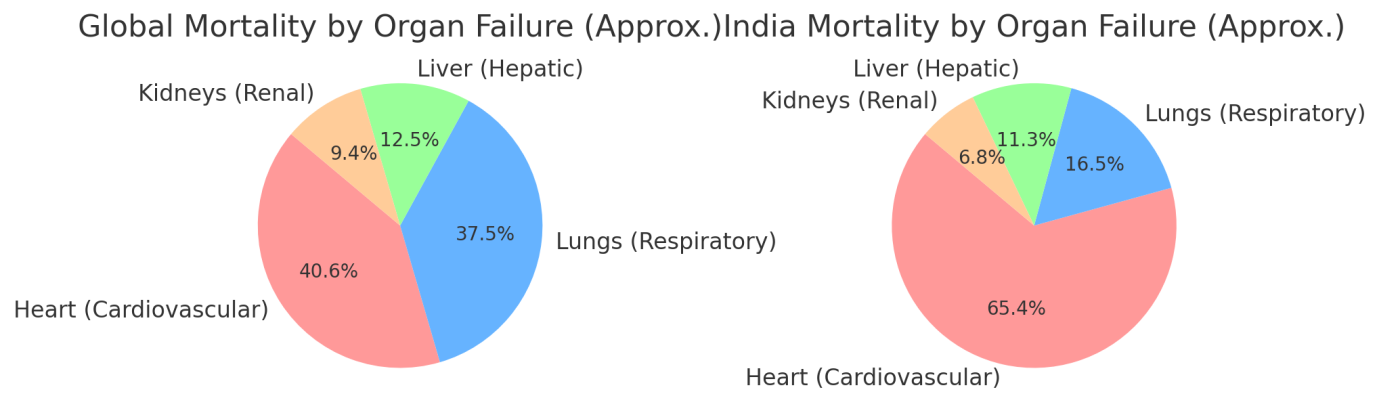 Global Mortality by Organ Failure (Approx.)
Liver (Hepatic)
Kidneys (Renal)
12.5%
9.4%
37.5%
Lungs (Respiratory)
40.6%
Heart (Cardiovascular)
India Mortality by Organ Failure (Approx.)
Liver (Hepatic)
Kidneys (Renal)
Lungs (Respiratory)
11.3%
6.8%
16.5%
65.4%
Heart (Cardiovascular)